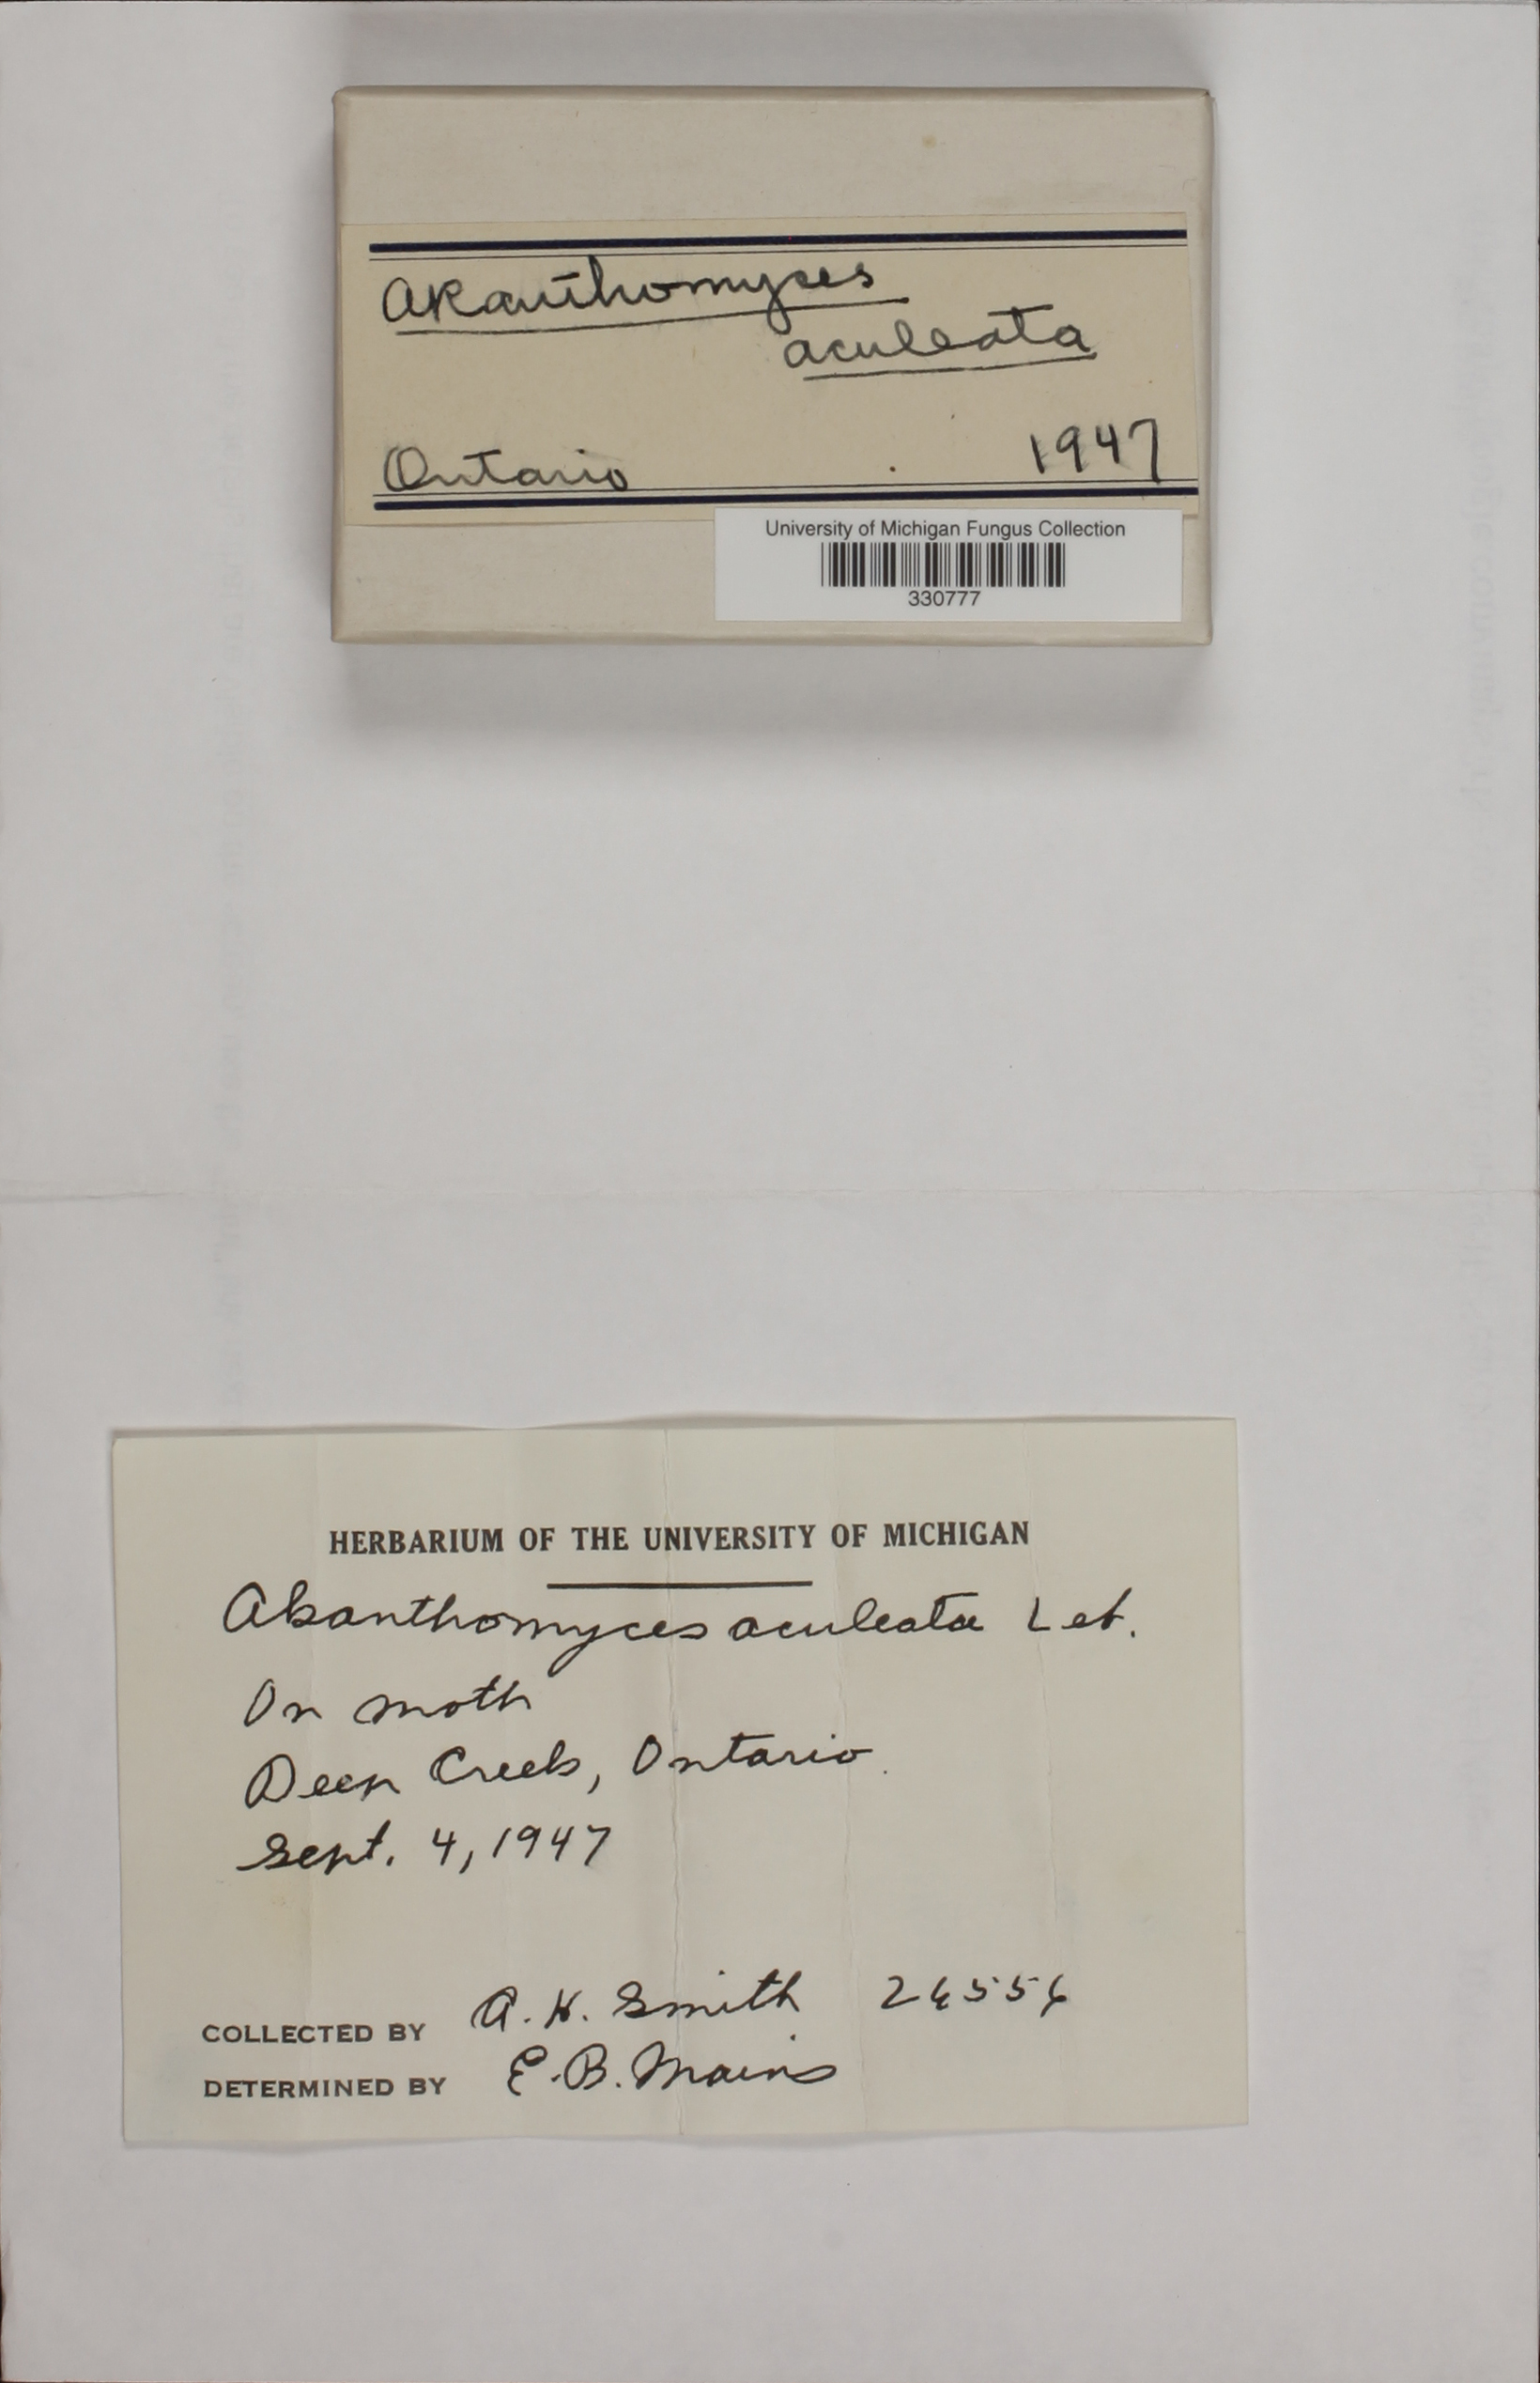 Akanthomyces
aculeata
Ontario 1947
University of Michigan Fungus Collection
330777
HERBARIUM OF THE UNIVERSITY OF MICHIGAN
Akanthomyces aculeata Leb.
On moth
Deep Creek, Ontario.
Sept. 4, 1947
COLLECTED BY A. H. Smith 26556
DETERMINED BY E. B. Mains